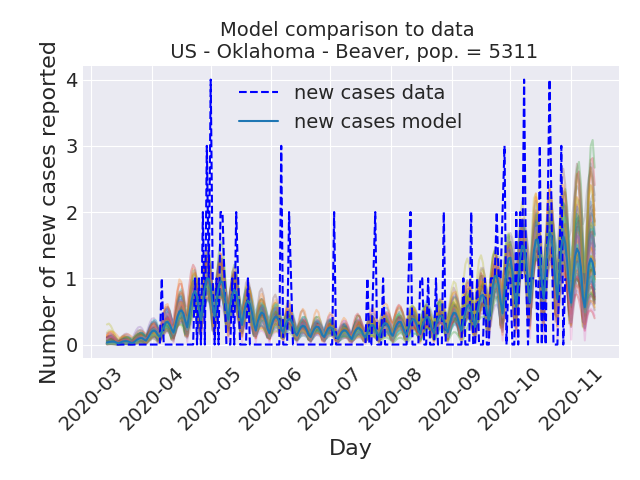 Model comparison to data
US - Oklahoma - Beaver, pop. = 5311
Number of new cases reported
4
3
2
1
0
new cases data
new cases model
2020-03
2020-04
2020-05
2020-06
2020-07
2020-08
2020-09
2020-10
2020-11
Day